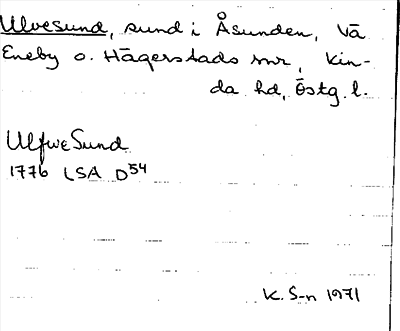 Ulvesund, sund i Åsunden, Vä
Eneby o. Hägerstads snr, Kin-
da hd, Östg. l.
UlfweSund
1776 LSA D54
K. S-n 1971